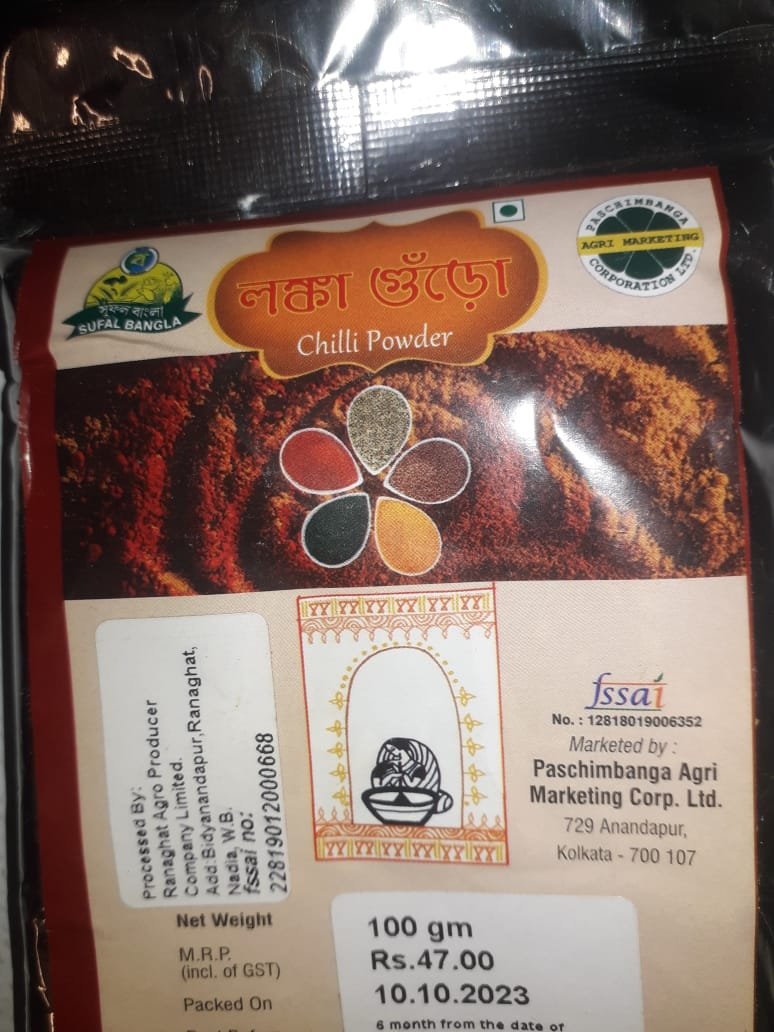 সুফল বাংলা
SUFAL BANGLA
লঙ্কা গুঁড়ো
Chilli Powder
PASCHIMBANGA
AGRI MARKETING
CORPORATION LTD.
fssai
No. : 12818019006352
Marketed by :
Paschimbanga Agri
Marketing Corp. Ltd.
729 Anandapur,
Kolkata - 700 107
Processed By:
Ranaghat Agro Producer
Company Limited.
Add:Bidyanandapur,Ranaghat,
Nadia, W.B.
fssai no:
22819012000668
Net Weight
100 gm
M.R.P.
(incl. of GST)
Rs.47.00
Packed On
10.10.2023
6 month from the date of